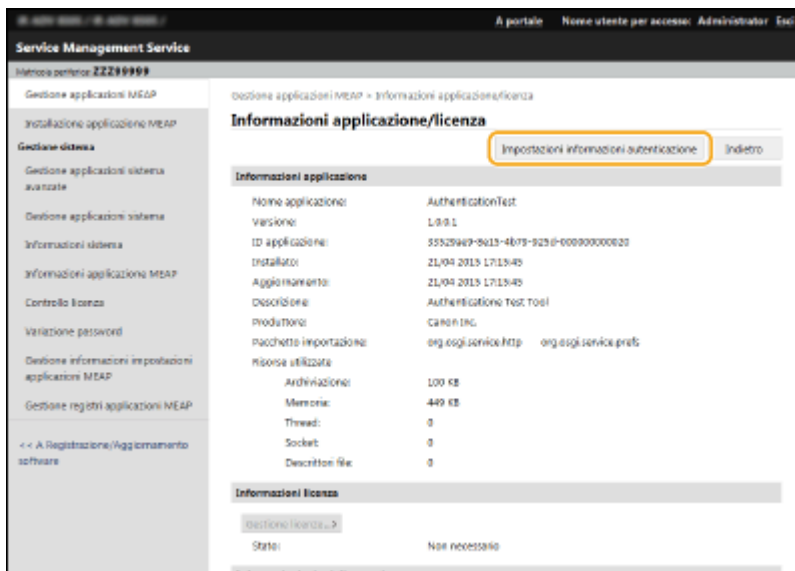 A portale Nome utente per accesso: Administrator Esci
Service Management Service
Matricola periferica: ZZZ99999
Gestione applicazioni MEAP
Gestione applicazioni MEAP > Informazioni applicazione/licenza
Installazione applicazione MEAP
Informazioni applicazione/licenza
Gestione sistema
Impostazioni informazioni autenticazione Indietro
Gestione applicazioni sistema
avanzate
Gestione applicazioni sistema
Informazioni sistema
Informazioni applicazione MEAP
Controllo licenza
Variazione password
Gestione informazioni impostazioni
applicazioni MEAP
Gestione registri applicazioni MEAP
<< A Registrazione/Aggiornamento
software
Informazioni applicazione
Nome applicazione: AuthenticationTest
Versione: 1.0.0.1
ID applicazione:
Installato: 21/04 2015 17:15:45
Aggiornamento: 21/04 2015 17:15:45
Descrizione: Authenticatione Test Tool
Produttore: Canon Inc.
Pacchetto importazione: org.osgi.service.http org.osgi.service.prefs
Risorse utilizzate
Archiviazione: 100 KB
Memoria: 449 KB
Thread: 0
Socket: 0
Descrittori file: 0
Informazioni licenza
Gestione licenza...>
Stato: Non necessario